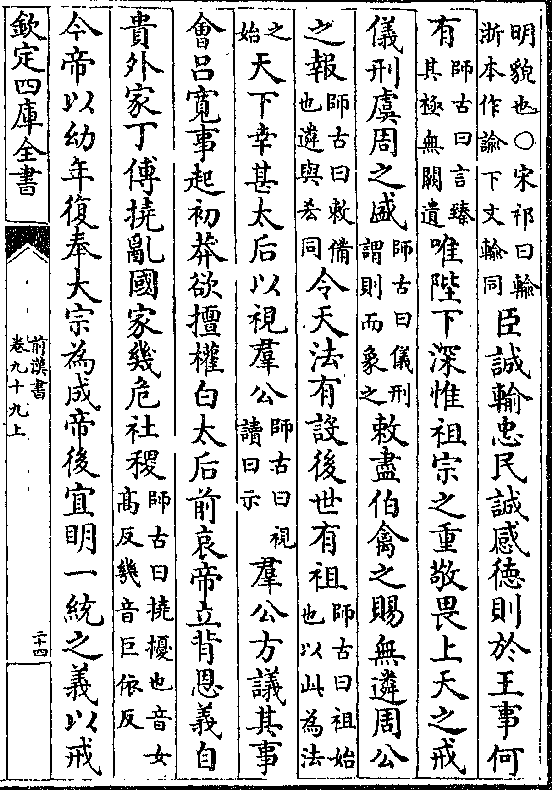 明貌也○宋祁曰輸浙本作諭下文輸同臣誠輸忠民誠感德則於王事何
有師古曰言臻其極無闕遺唯陛下深惟祖宗之重敬畏上天之戒
儀刑虞周之盛師古曰儀刑謂則而象之敕盡伯禽之賜無遴周公
之報師古曰敕備也遴與吝同令天法有設後世有祖師古曰祖始也以此為法
之始天下幸甚太后以視羣公師古曰視讀曰示羣公方議其事
會吕寛事起初莽欲擅權白太后前哀帝立背恩義自
貴外家丁傅撓亂國家幾危社稷師古曰撓擾也音女髙反幾音巨依反
今帝以幼年復奉大宗為成帝後宜明一統之義以戒
欽定四庫全書
前漢書
卷九十九上
二十四